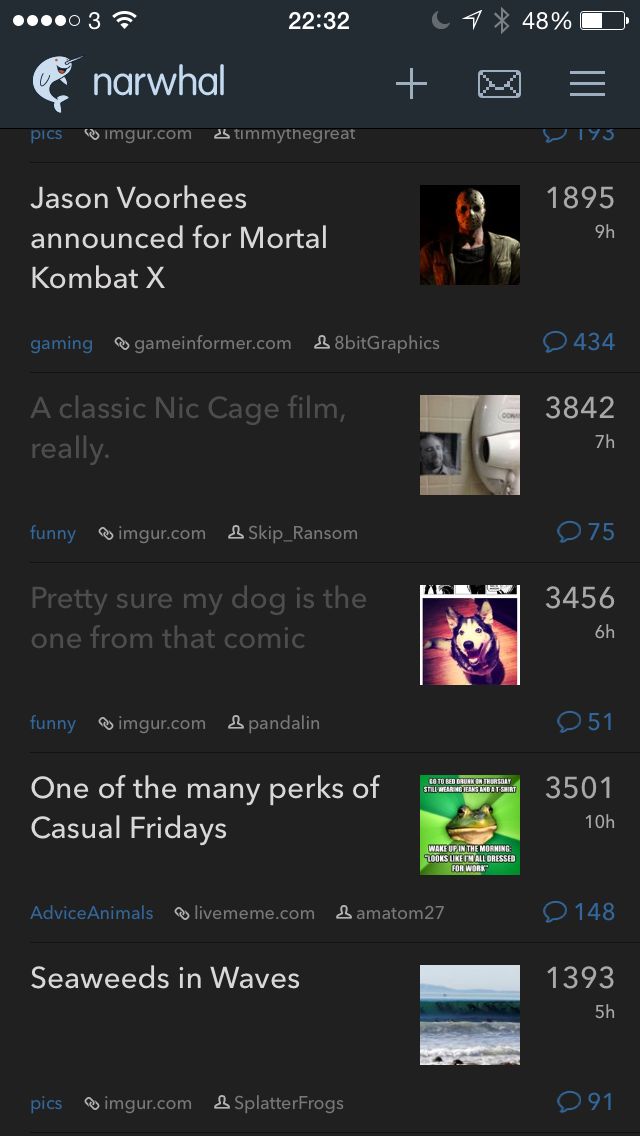 3 22:32 48%
narwhal
pics imgur.com timmythegreat 193
Jason Voorhees 1895
announced for Mortal 9h
Kombat X
gaming gameinformer.com 8bitGraphics 434
A classic Nic Cage film, 3842
really. 7h
funny imgur.com Skip_Ransom 75
Pretty sure my dog is the 3456
one from that comic 6h
funny imgur.com pandalin 51
One of the many perks of 3501
Casual Fridays 10h
GO TO BED DRUNK ON THURSDAY
STILL WEARING JEANS AND A T-SHIRT
WAKE UP IN THE MORNING:
"LOOKS LIKE I'M ALL DRESSED
FOR WORK"
AdviceAnimals livememe.com amatom27 148
Seaweeds in Waves 1393
5h
pics imgur.com SplatterFrogs 91